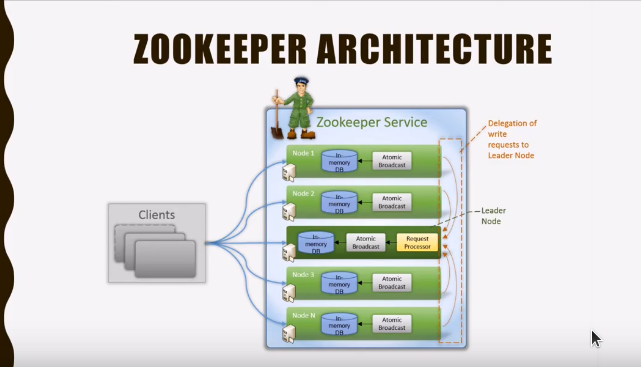 ZOOKEEPER ARCHITECTURE
Zookeeper Service
Delegation of
write
requests to
Leader Node
Node 1
In-
memory
DB
Atomic
Broadcast
Node 2
In-
memory
DB
Atomic
Broadcast
Clients
Leader
Node
In-
memory
DB
Atomic
Broadcast
Request
Processor
Node 3
In-
memory
DB
Atomic
Broadcast
Node N
In-
memory
DB
Atomic
Broadcast